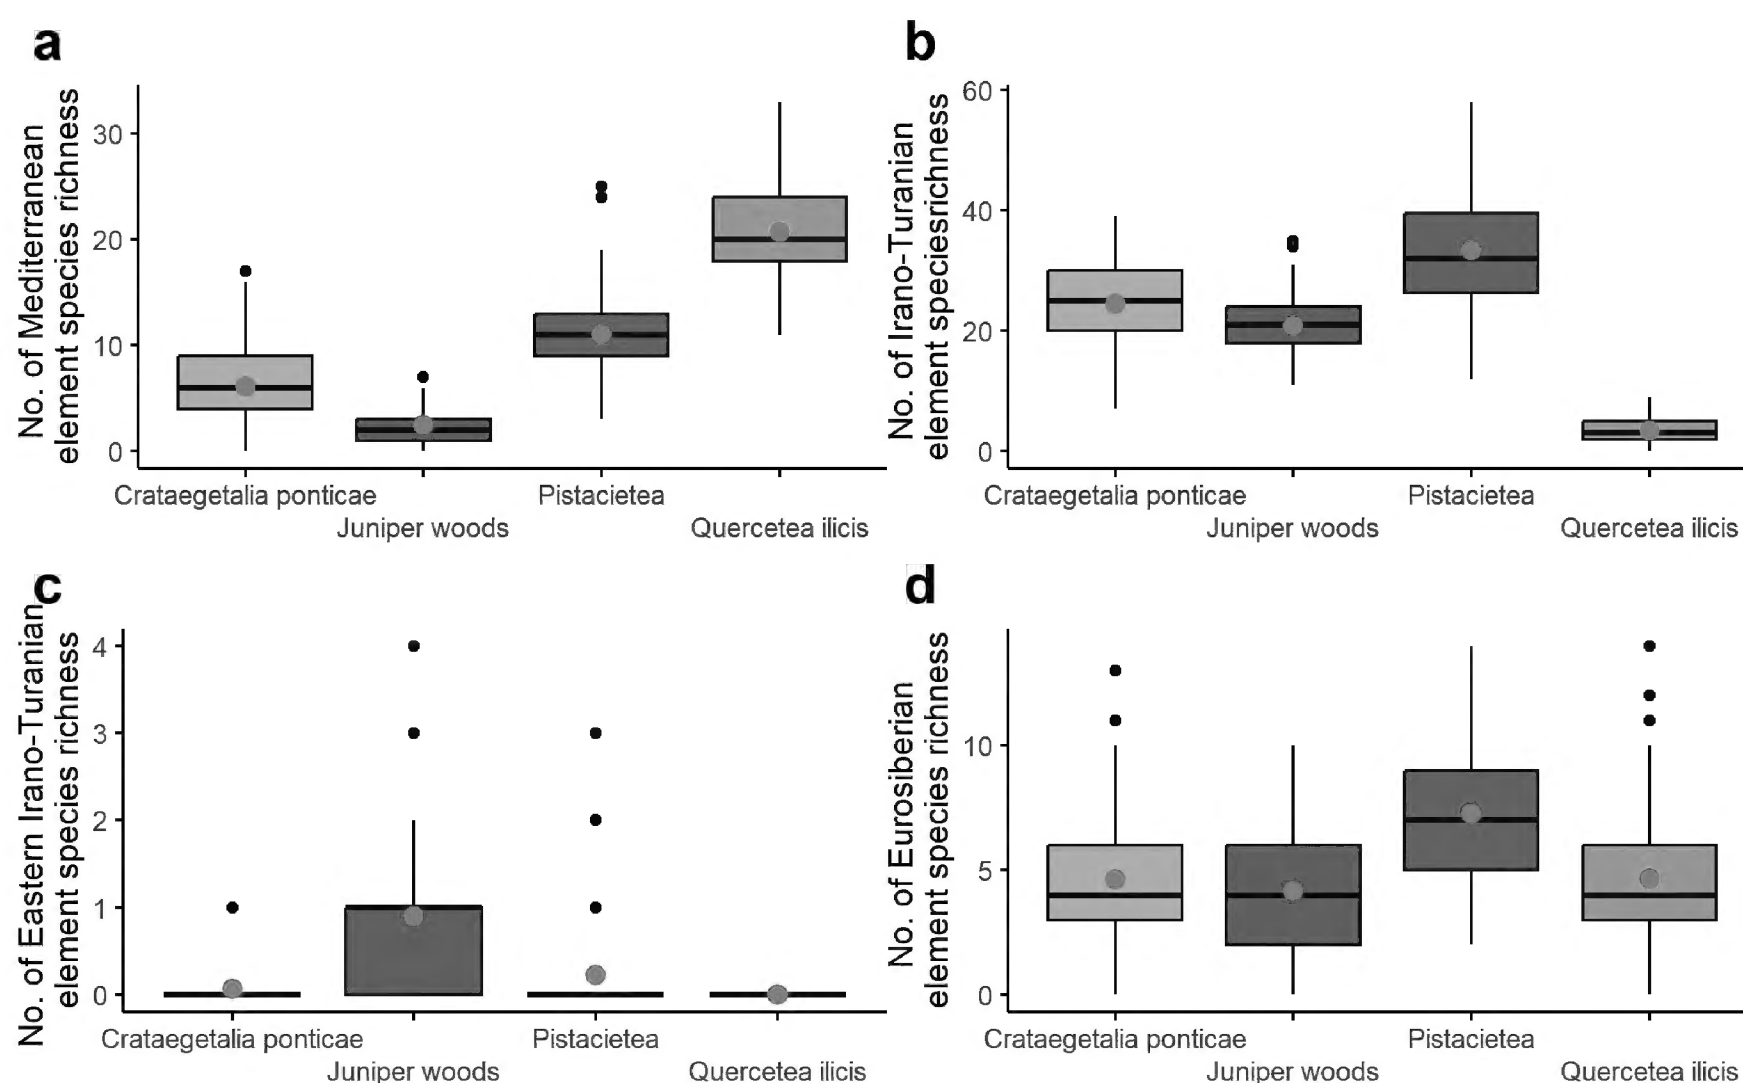 a
No. of Mediterranean
element species richness
30
20
10
0
Crataegetalia ponticae
Juniper woods
Pistacietea
Quercetea ilicis
b
No. of Irano-Turanian
element speciesrichness
60
40
20
0
Crataegetalia ponticae
Juniper woods
Pistacietea
Quercetea ilicis
c
No. of Eastern Irano-Turanian
element species richness
4
3
2
1
0
Crataegetalia ponticae
Juniper woods
Pistacietea
Quercetea ilicis
d
No. of Eurosiberian
element species richness
10
5
0
Crataegetalia ponticae
Juniper woods
Pistacietea
Quercetea ilicis